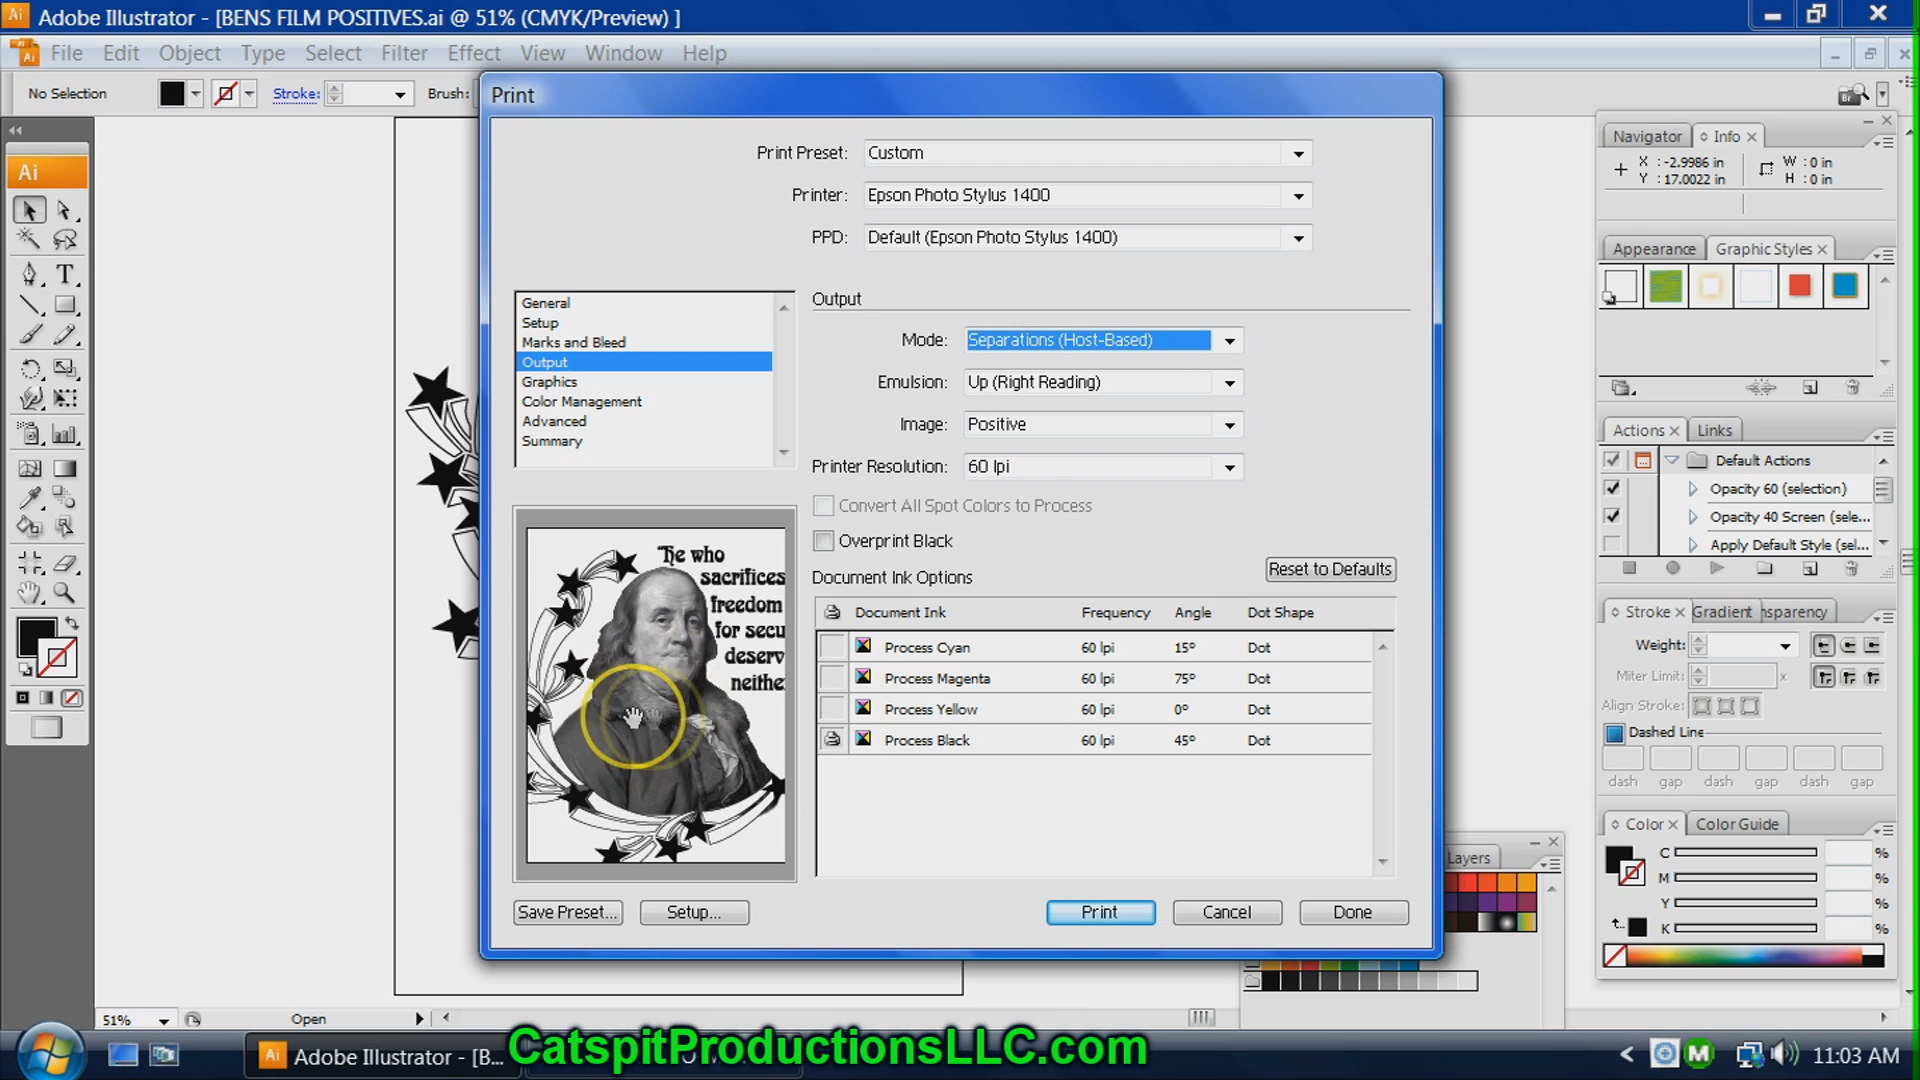 Adobe Illustrator - [BENS FILM POSITIVES.ai @ 51% (CMYK/Preview) ]
File Edit Object Type Select Filter Effect View Window Help
No Selection Stroke: Brush:
Print
Print Preset: Custom
Printer: Epson Photo Stylus 1400
PPD: Default (Epson Photo Stylus 1400)
General
Setup
Marks and Bleed
Output
Graphics
Color Management
Advanced
Summary
Output
Mode: Separations (Host-Based)
Emulsion: Up (Right Reading)
Image: Positive
Printer Resolution: 60 lpi
Convert All Spot Colors to Process
Overprint Black
Document Ink Options
Reset to Defaults
Document Ink Frequency Angle Dot Shape
Process Cyan 60 lpi 15° Dot
Process Magenta 60 lpi 75° Dot
Process Yellow 60 lpi 0° Dot
Process Black 60 lpi 45° Dot
"He who
sacrifices
freedom
for secu
deserv
neithe
Save Preset... Setup... Print Cancel Done
Ai
Navigator Info
X : -2.9986 in
Y : 17.0022 in
W : 0 in
H : 0 in
Appearance Graphic Styles
Actions Links
Default Actions
Opacity 60 (selection)
Opacity 40 Screen (sele...
Apply Default Style (sel...
Stroke Gradient nsparency
Weight:
Miter Limit: x
Align Stroke:
Dashed Line
dash gap dash gap dash gap
Color Color Guide
C %
M %
Y %
K %
Layers
51% Open
Adobe Illustrator - [B...
CatspitProductionsLLC.com
11:03 AM